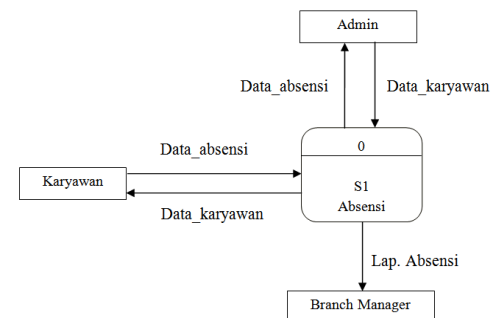 Admin
Data_absensi
Data_karyawan
0
Data_absensi
Karyawan
S1
Absensi
Data_karyawan
Lap. Absensi
Branch Manager